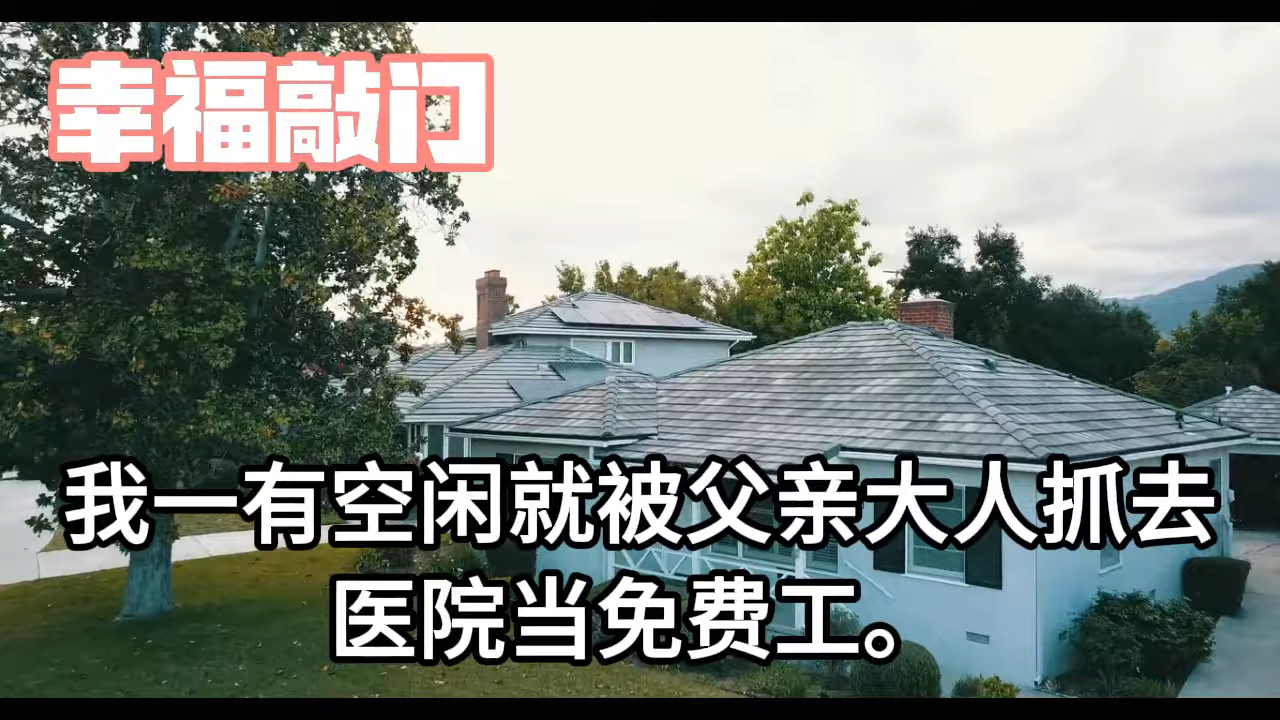 幸福敲门
我一有空闲就被父亲大人抓去
医院当免费工。